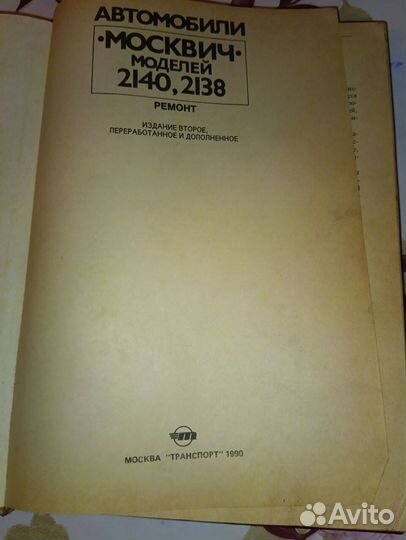 АВТОМОБИЛИ
·МОСКВИЧ·
МОДЕЛЕЙ
2140, 2138
РЕМОНТ
ИЗДАНИЕ ВТОРОЕ,
ПЕРЕРАБОТАННОЕ И ДОПОЛНЕННОЕ
МОСКВА "ТРАНСПОРТ" 1990
Avito